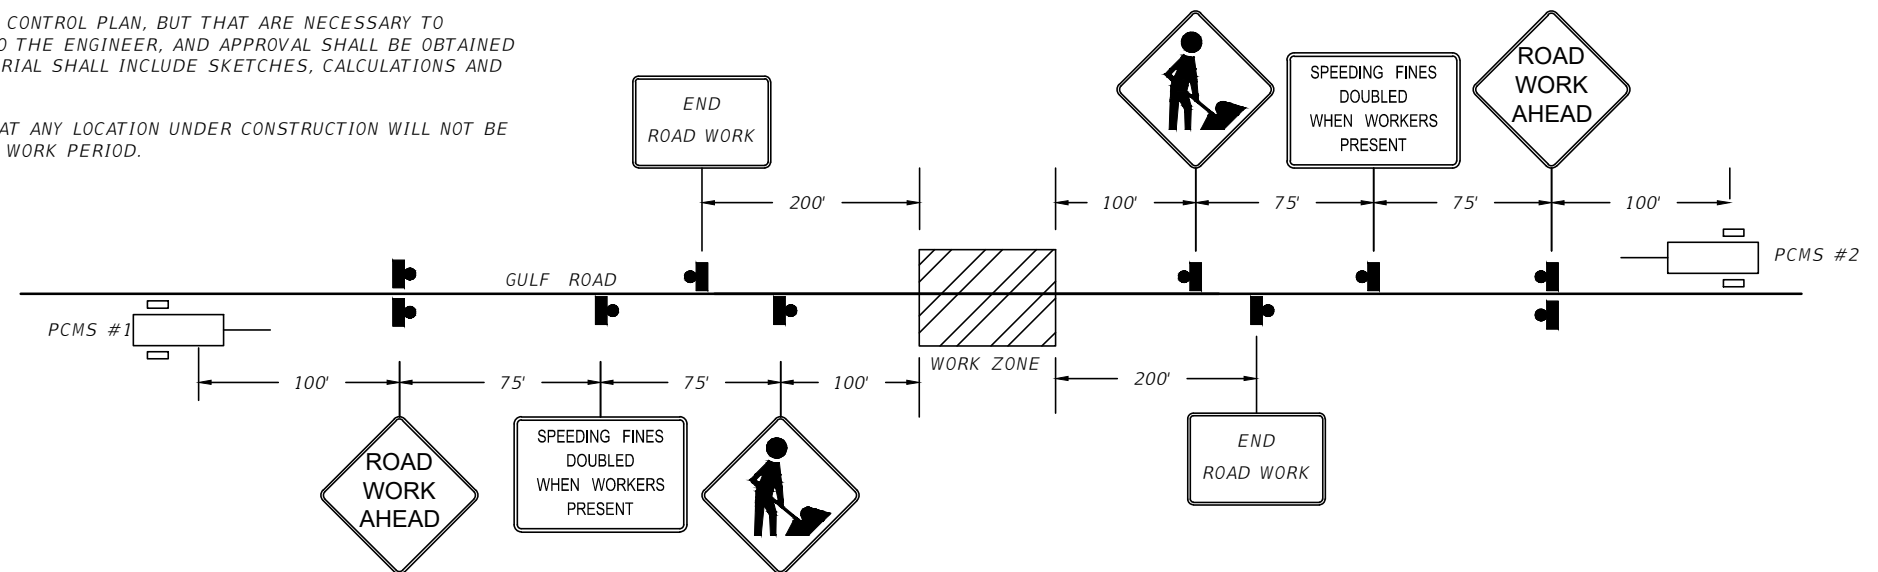 CONTROL PLAN, BUT THAT ARE NECESSARY TO
THE ENGINEER, AND APPROVAL SHALL BE OBTAINED
SHALL INCLUDE SKETCHES, CALCULATIONS AND
AT ANY LOCATION UNDER CONSTRUCTION WILL NOT BE
WORK PERIOD.
END
ROAD WORK
SPEEDING FINES
DOUBLED
WHEN WORKERS
PRESENT
ROAD
WORK
AHEAD
200'
100'
75'
75'
100'
PCMS #2
GULF ROAD
PCMS #1
WORK ZONE
100'
75'
75'
100'
200'
ROAD
WORK
AHEAD
SPEEDING FINES
DOUBLED
WHEN WORKERS
PRESENT
END
ROAD WORK